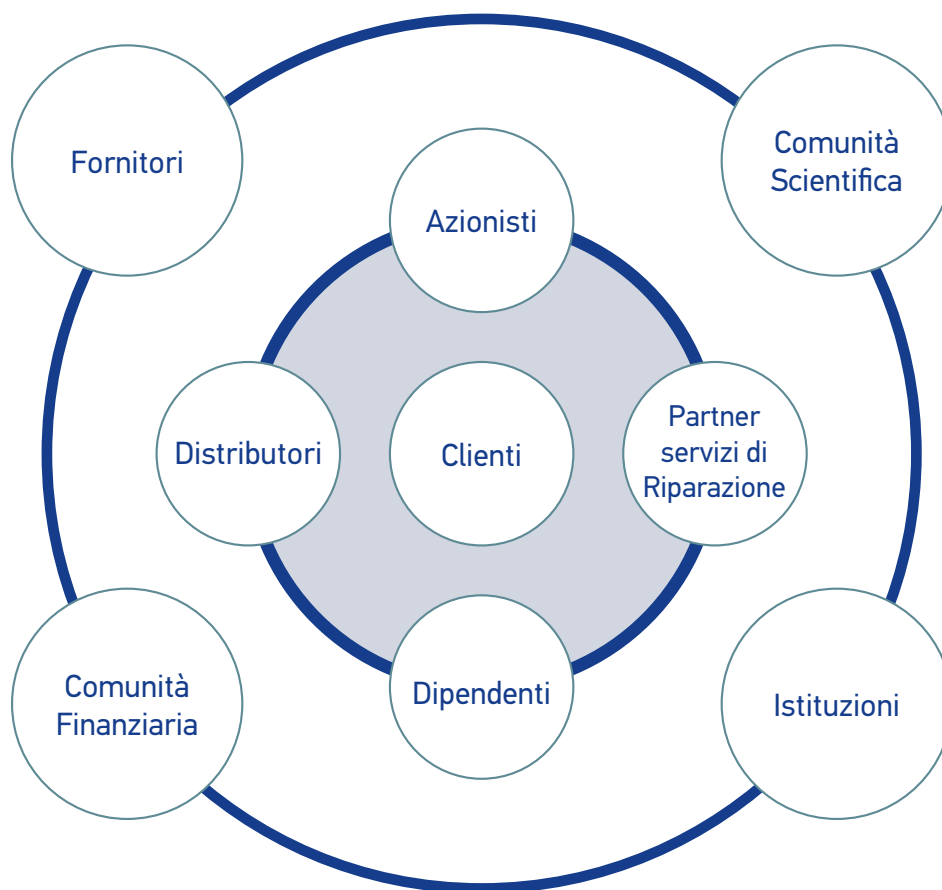 Fornitori
Comunità
Scientifica
Azionisti
Distributori
Clienti
Partner
servizi di
Riparazione
Comunità
Finanziaria
Dipendenti
Istituzioni